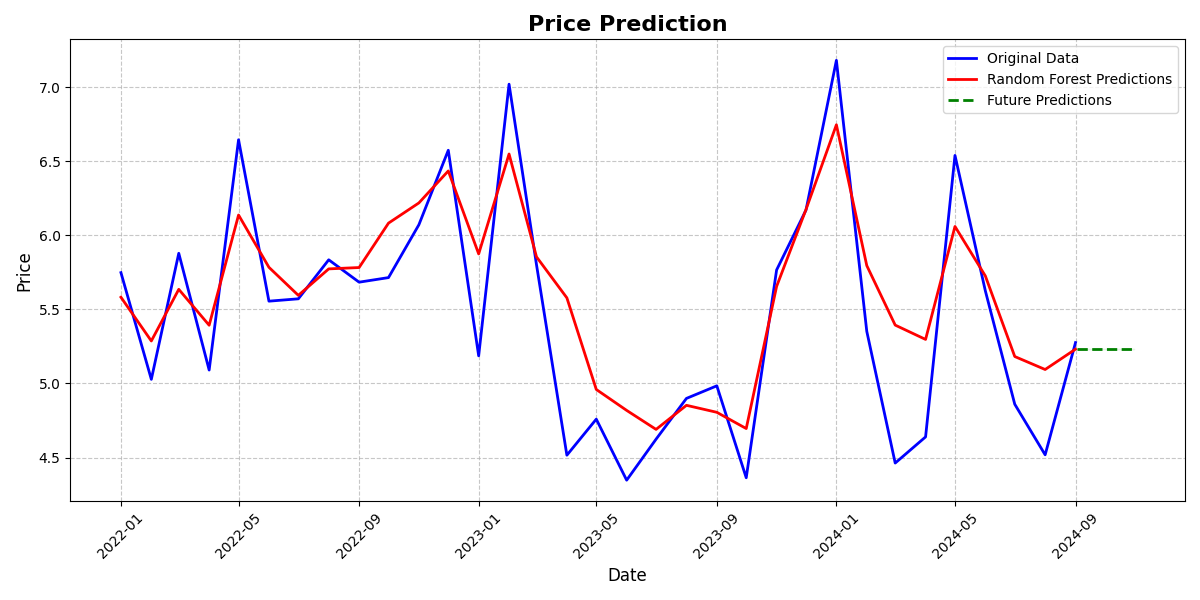 Price Prediction
Original Data
Random Forest Predictions
Future Predictions
Price
7.0
6.5
6.0
5.5
5.0
4.5
2022-01
2022-05
2022-09
2023-01
2023-05
2023-09
2024-01
2024-05
2024-09
Date